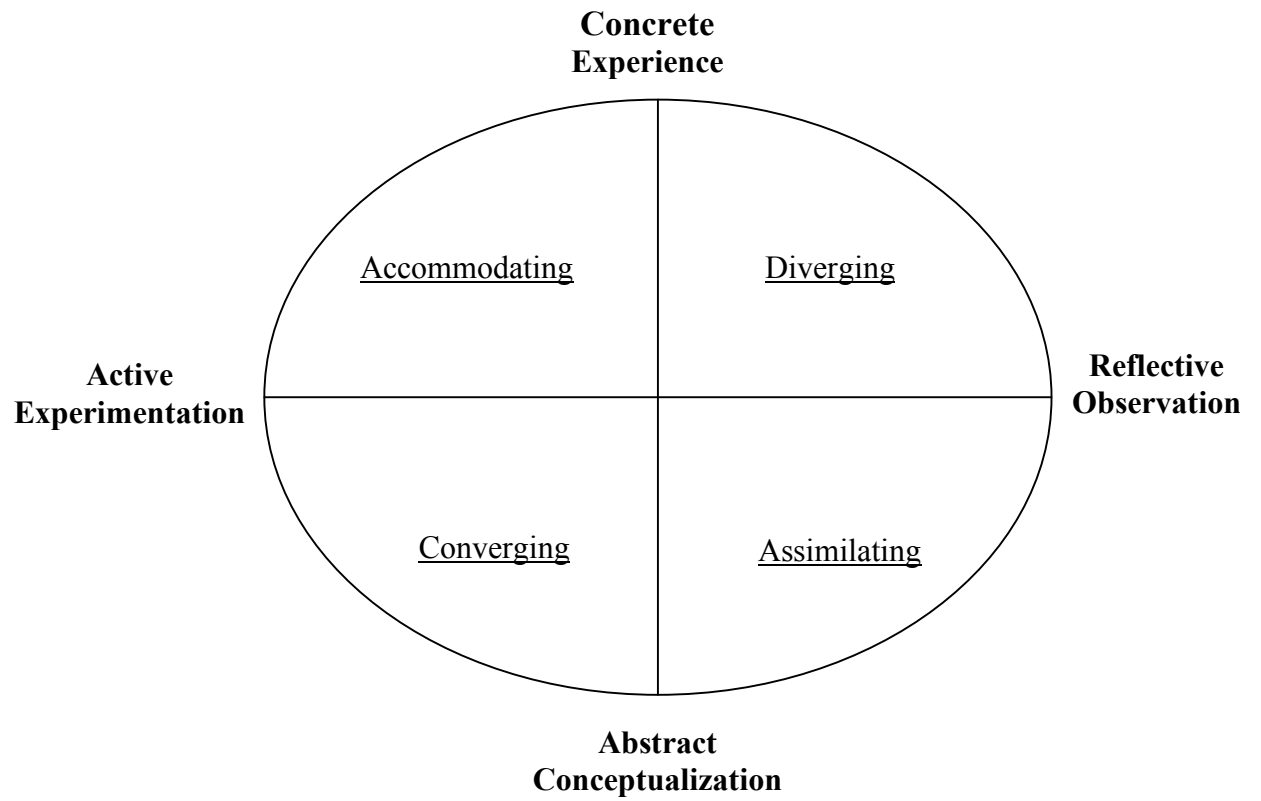 Concrete
Experience
Accommodating
Diverging
Active
Experimentation
Reflective
Observation
Converging
Assimilating
Abstract
Conceptualization